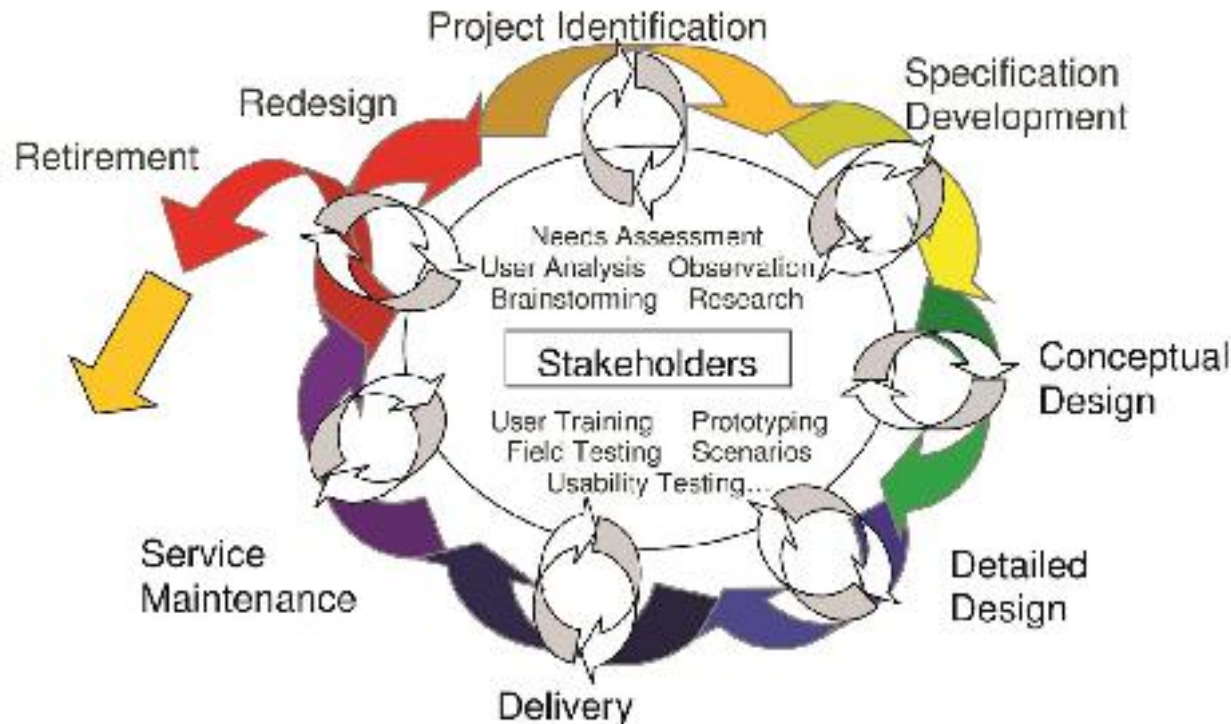 Project Identification
Specification
Development
Redesign
Retirement
Needs Assessment
User Analysis Observation
Brainstorming Research
Stakeholders
Conceptual
Design
User Training Prototyping
Field Testing Scenarios
Usability Testing...
Service
Maintenance
Detailed
Design
Delivery